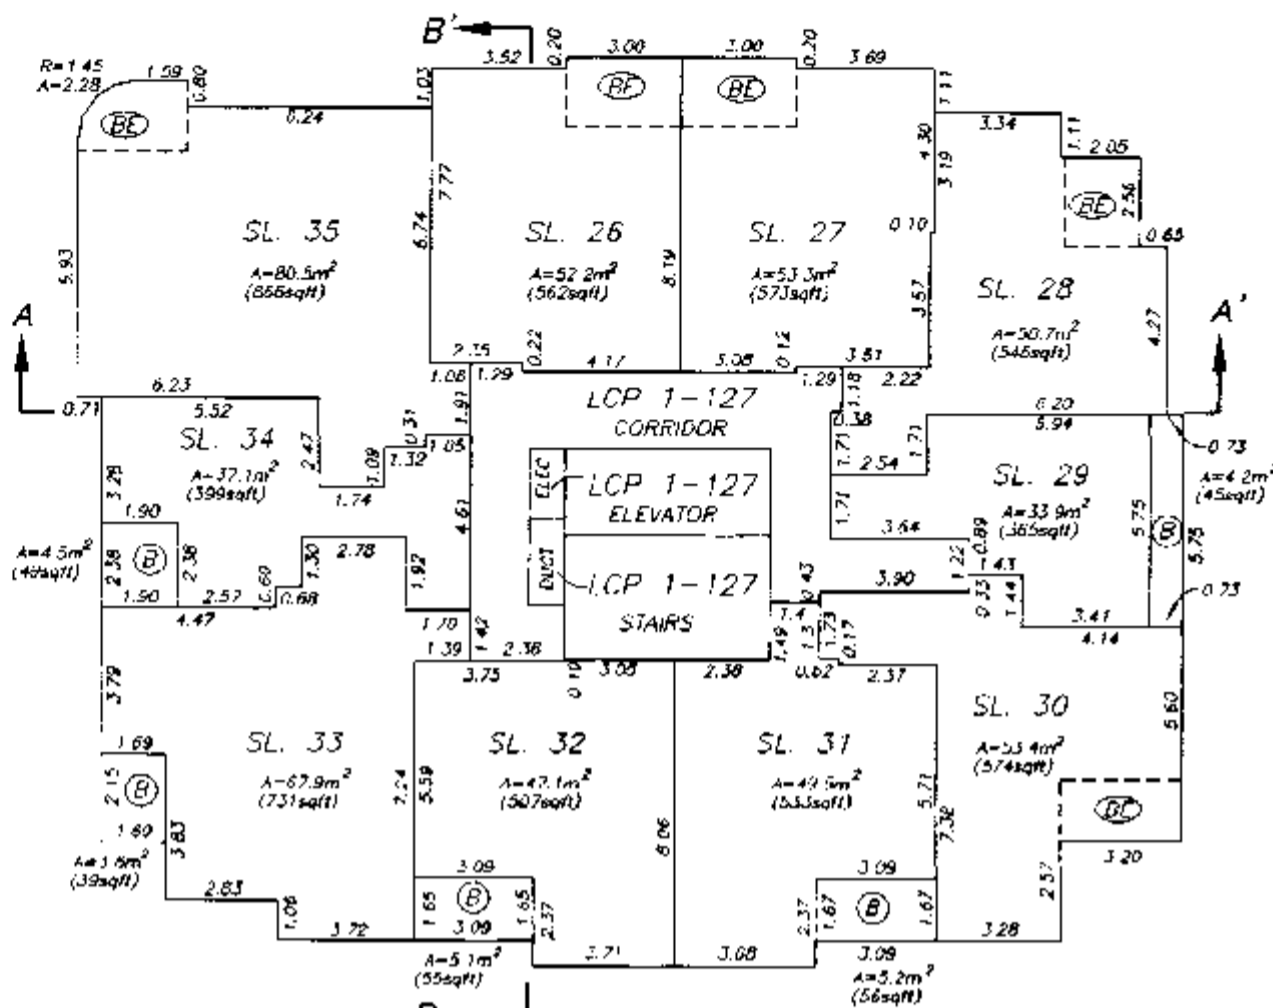 B'
3.52
0.20
3.00
3.00
0.20
3.69
R=1.45
A=2.28
1.59
0.80
1.03
1.11
BE
BE
BE
6.24
3.34
1.11
2.05
7.77
4.30
3.19
BE
2.56
SL. 35
SL. 26
SL. 27
0.10
0.65
6.74
5.93
A=80.5m²
A=52.2m²
(562sqft)
8.19
A=53.3m²
(573sqft)
3.57
SL. 28
A
A'
A=50.7m²
(546sqft)
4.27
2.35
0.22
4.17
3.08
0.12
3.61
1.06
1.29
1.29
2.22
6.23
0.71
5.52
1.91
LCP 1-127
CORRIDOR
1.18
0.38
6.20
5.94
SL. 34
2.47
0.31
1.05
1.09
1.32
1.71
2.54
1.71
0.73
A=37.1m²
(399sqft)
3.29
1.74
ELEC
LCP 1-127
ELEVATOR
SL. 29
A=33.9m²
(365sqft)
A=4.2m²
(45sqft)
1.90
4.61
1.71
3.64
0.89
5.75
B
5.75
A=4.5m²
2.38
B
2.38
1.30
2.78
1.92
DUCT
LCP 1-127
STAIRS
0.43
3.90
1.22
1.43
0.33
1.44
0.73
1.90
2.57
0.60
0.68
4.47
1.70
1.42
1.4
1.49
1.3
1.73
0.17
3.41
4.14
1.39
2.36
3.75
0.10
3.05
2.38
0.62
2.37
3.79
5.60
SL. 33
SL. 32
SL. 31
SL. 30
1.69
A=67.9m²
(731sqft)
7.24
5.59
A=47.1m²
(507sqft)
A=49.5m²
(533sqft)
5.71
7.38
A=53.4m²
(574sqft)
2.15
B
1.60
3.83
8.06
3.20
A=3.6m²
(39sqft)
2.83
1.06
3.72
3.09
1.65
B
1.65
2.37
3.09
3.09
2.37
1.67
B
1.67
2.57
3.28
A=5.1m²
(55sqft)
3.71
3.68
3.09
A=5.2m²
(56sqft)